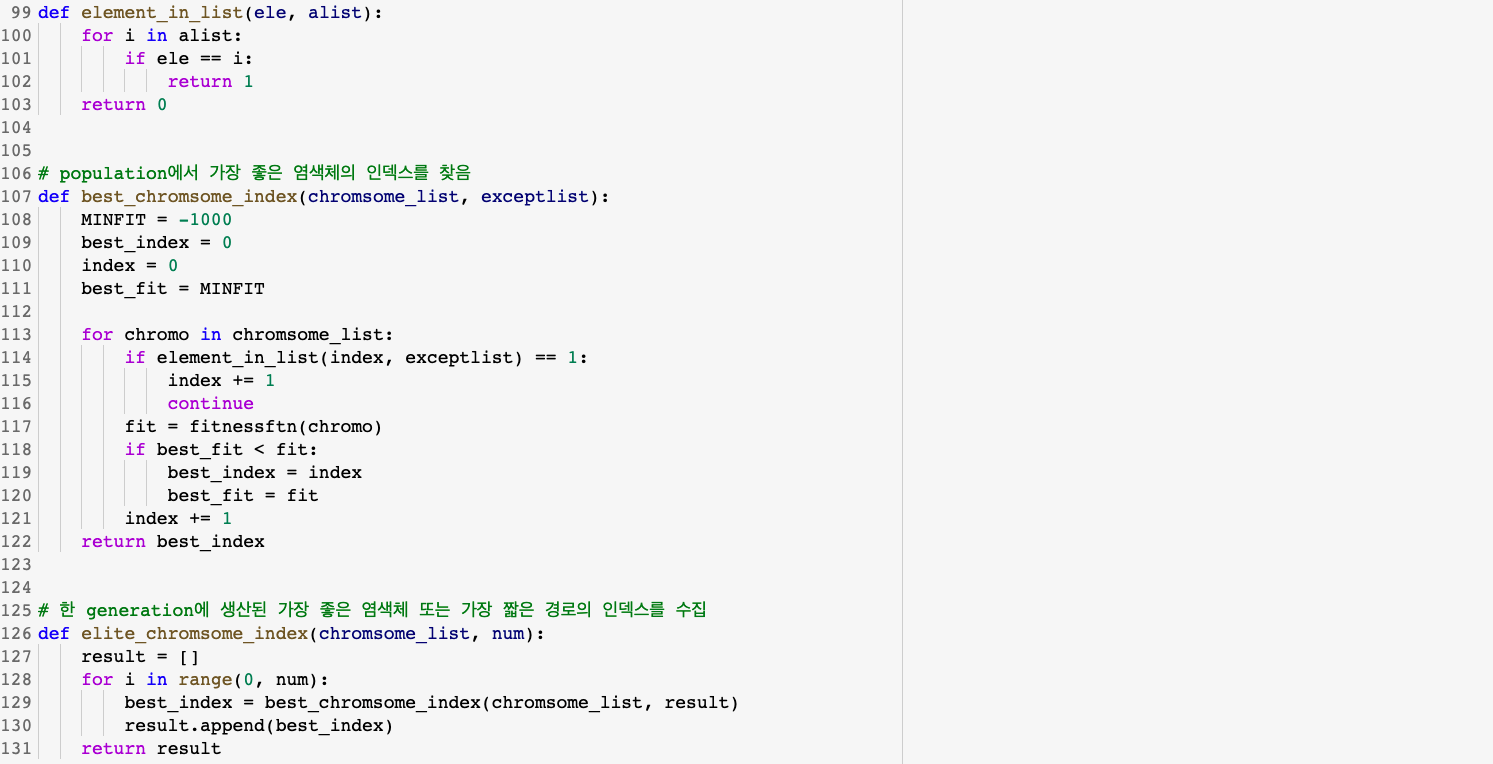 99 def element_in_list(ele, alist):
100     for i in alist:
101         if ele == i:
102             return 1
103     return 0
104
105
106 # population에서 가장 좋은 염색체의 인덱스를 찾음
107 def best_chromsome_index(chromsome_list, exceptlist):
108     MINFIT = -1000
109     best_index = 0
110     index = 0
111     best_fit = MINFIT
112
113     for chromo in chromsome_list:
114         if element_in_list(index, exceptlist) == 1:
115             index += 1
116             continue
117         fit = fitnessftn(chromo)
118         if best_fit < fit:
119             best_index = index
120             best_fit = fit
121         index += 1
122     return best_index
123
124
125 # 한 generation에 생산된 가장 좋은 염색체 또는 가장 짧은 경로의 인덱스를 수집
126 def elite_chromsome_index(chromsome_list, num):
127     result = []
128     for i in range(0, num):
129         best_index = best_chromsome_index(chromsome_list, result)
130         result.append(best_index)
131     return result